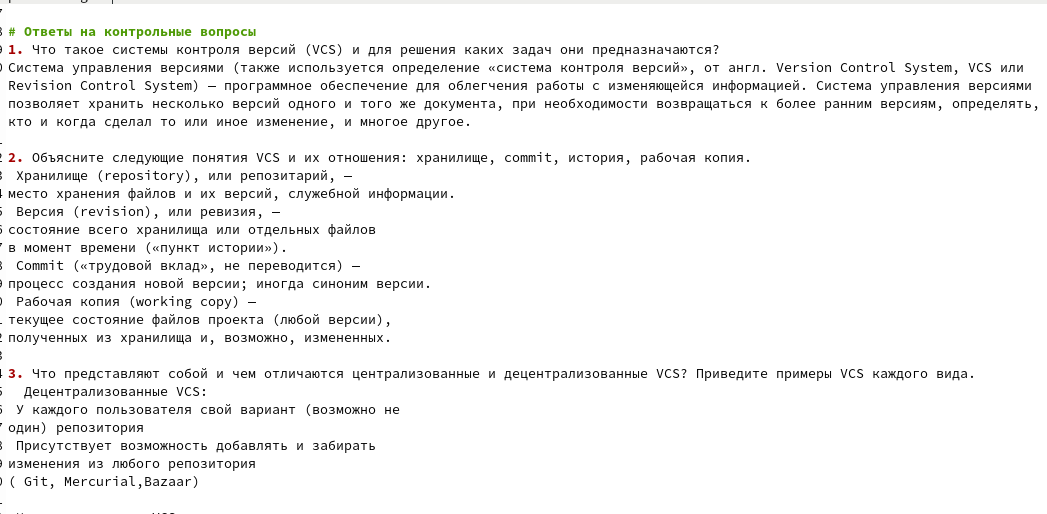 # Ответы на контрольные вопросы
1. Что такое системы контроля версий (VCS) и для решения каких задач они предназначаются?
Система управления версиями (также используется определение «система контроля версий», от англ. Version Control System, VCS или
Revision Control System) — программное обеспечение для облегчения работы с изменяющейся информацией. Система управления версиями
позволяет хранить несколько версий одного и того же документа, при необходимости возвращаться к более ранним версиям, определять,
кто и когда сделал то или иное изменение, и многое другое.
2. Объясните следующие понятия VCS и их отношения: хранилище, commit, история, рабочая копия.
Хранилище (repository), или репозитарий, —
место хранения файлов и их версий, служебной информации.
Версия (revision), или ревизия, —
состояние всего хранилища или отдельных файлов
в момент времени («пункт истории»).
Commit («трудовой вклад», не переводится) —
процесс создания новой версии; иногда синоним версии.
Рабочая копия (working copy) —
текущее состояние файлов проекта (любой версии),
полученных из хранилища и, возможно, измененных.
3. Что представляют собой и чем отличаются централизованные и децентрализованные VCS? Приведите примеры VCS каждого вида.
Децентрализованные VCS:
У каждого пользователя свой вариант (возможно не
один) репозитория
Присутствует возможность добавлять и забирать
изменения из любого репозитория
( Git, Mercurial,Bazaar)